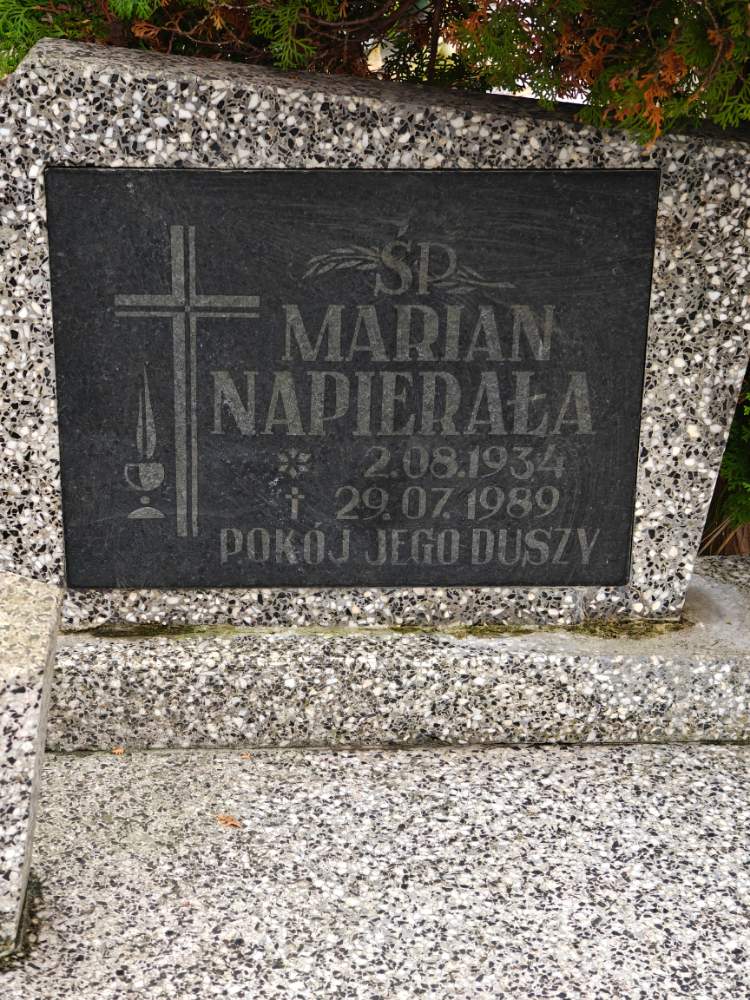 ŚP
MARIAN
NAPIERAŁA
* 2.08.1934
† 29.07.1989
POKÓJ JEGO DUSZY